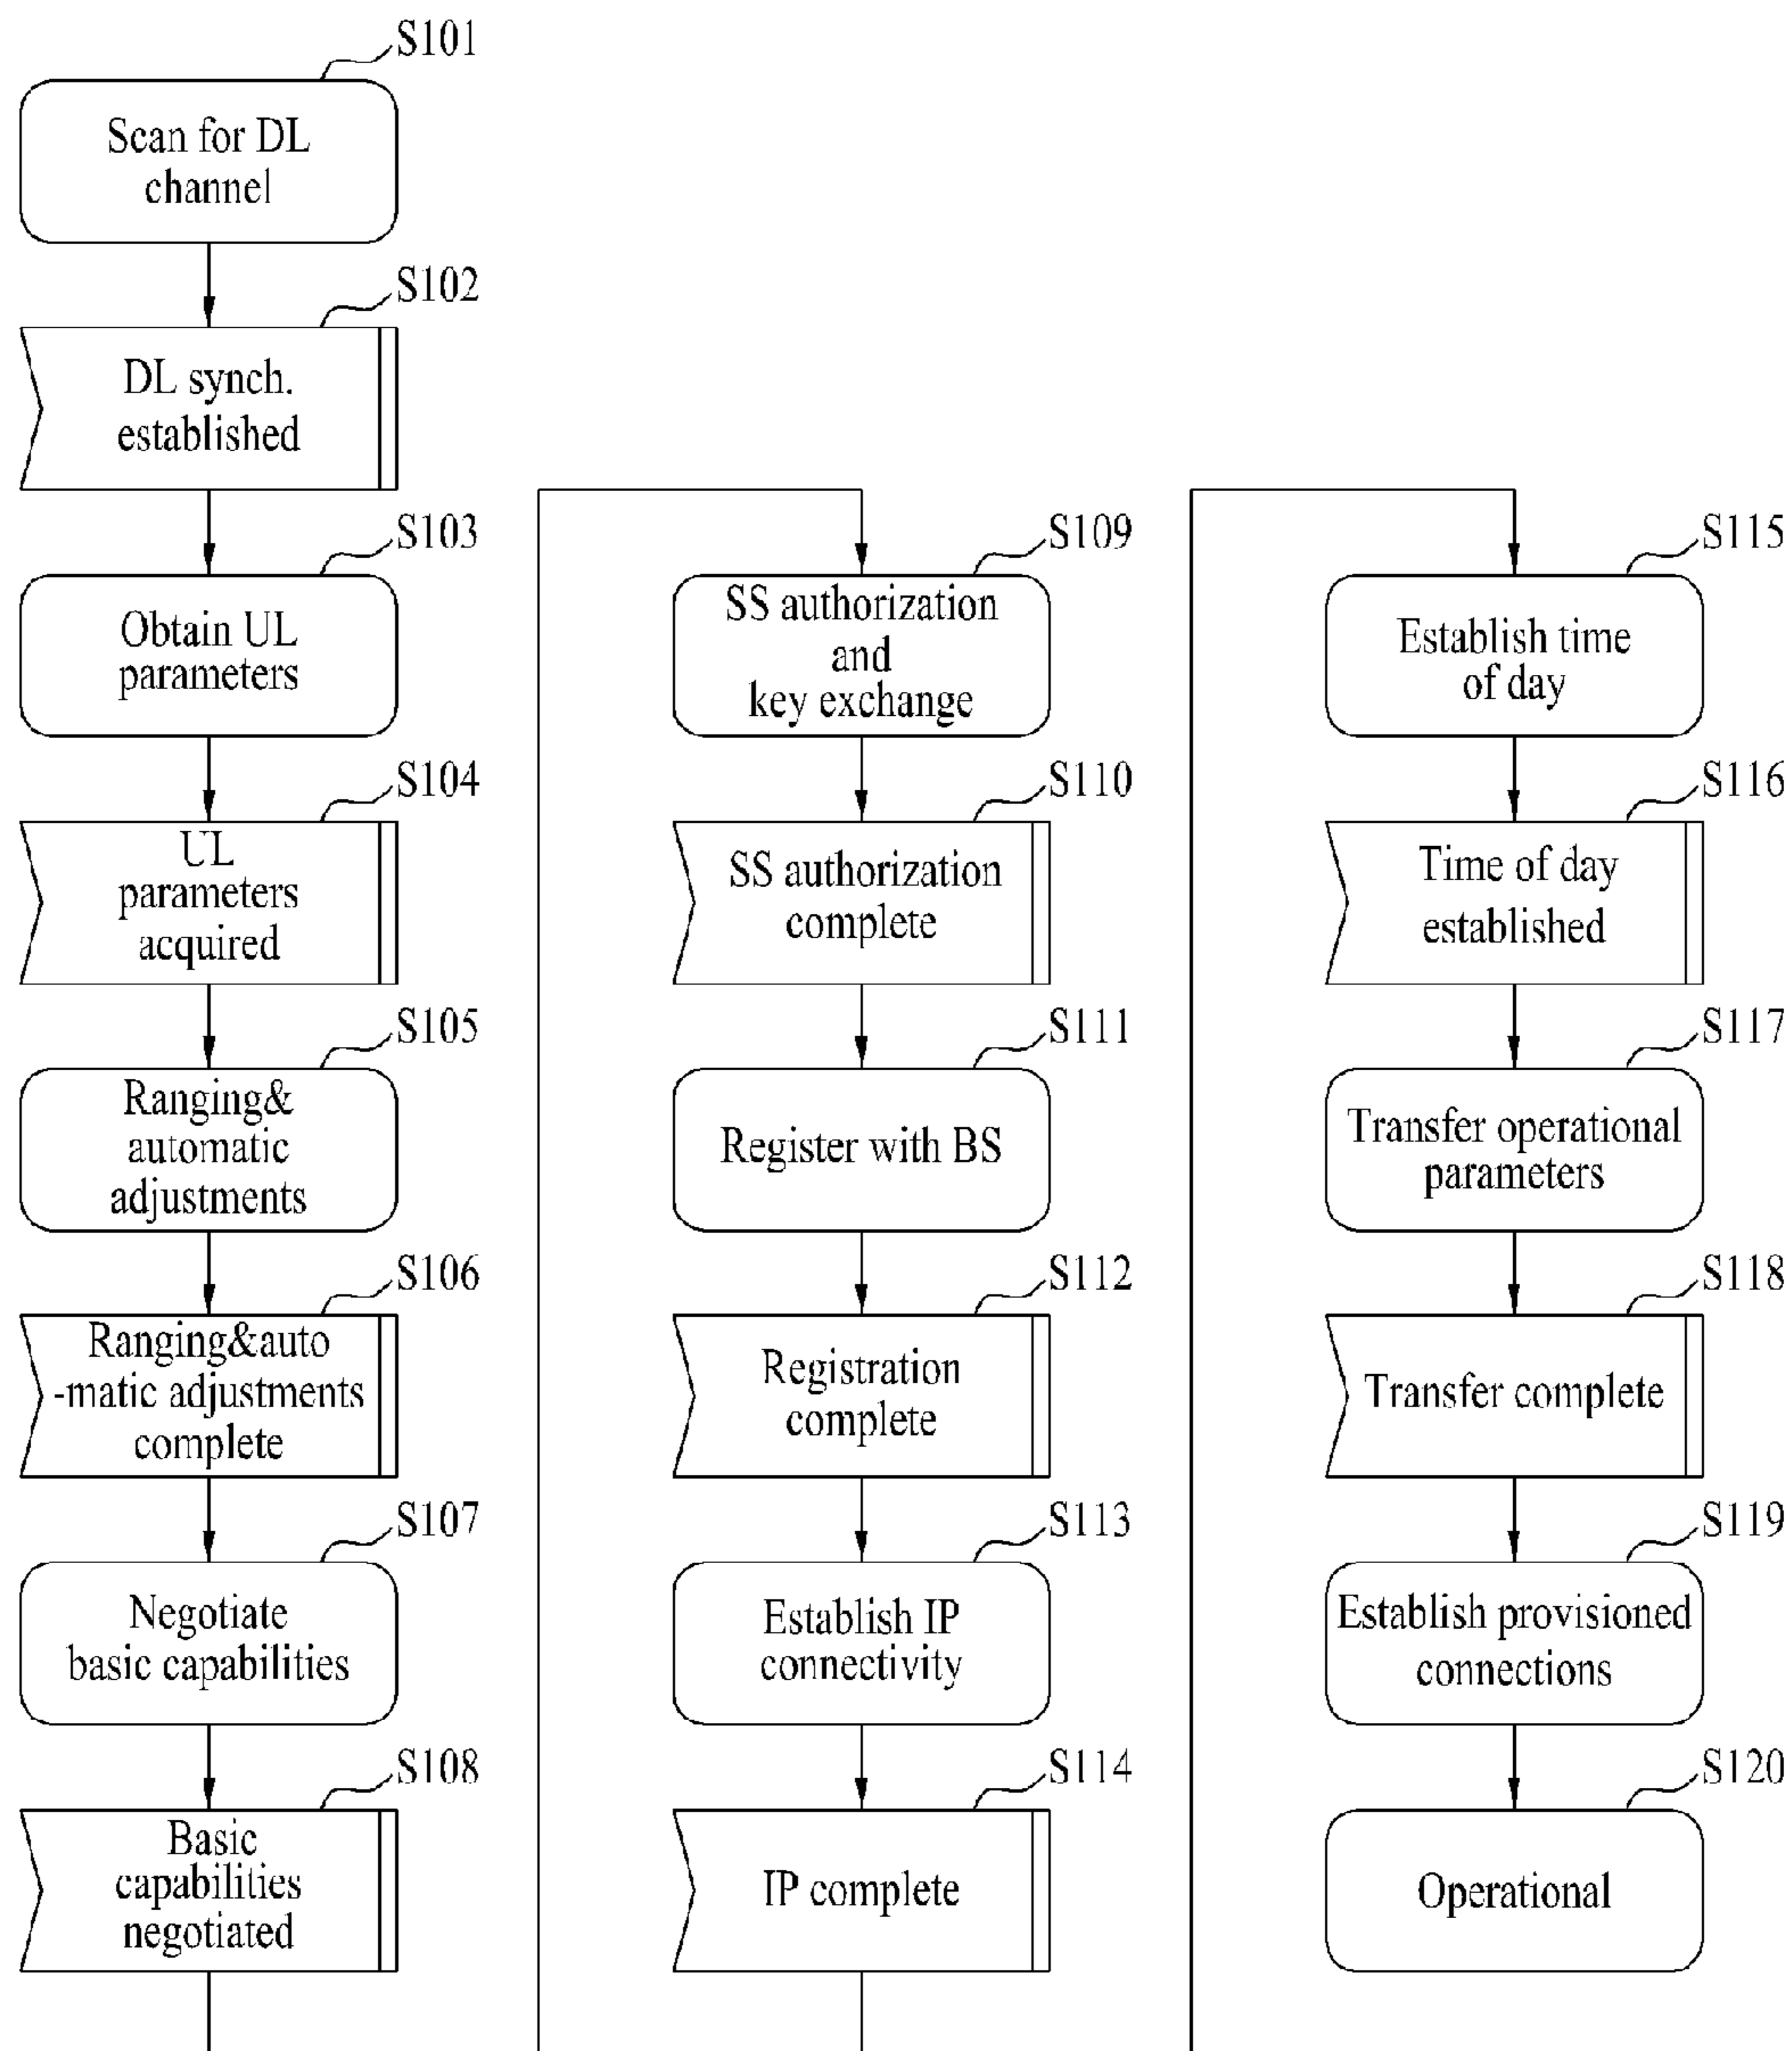 S101
Scan for DL
channel
S102
DL synch.
established
S103
Obtain UL
parameters
S104
UL
parameters
acquired
S105
Ranging&
automatic
adjustments
S106
Ranging&auto
-matic adjustments
complete
S107
Negotiate
basic capabilities
S108
Basic
capabilities
negotiated
S109
SS authorization
and
key exchange
S110
SS authorization
complete
S111
Register with BS
S112
Registration
complete
S113
Establish IP
connectivity
S114
IP complete
S115
Establish time
of day
S116
Time of day
established
S117
Transfer operational
parameters
S118
Transfer complete
S119
Establish provisioned
connections
S120
Operational